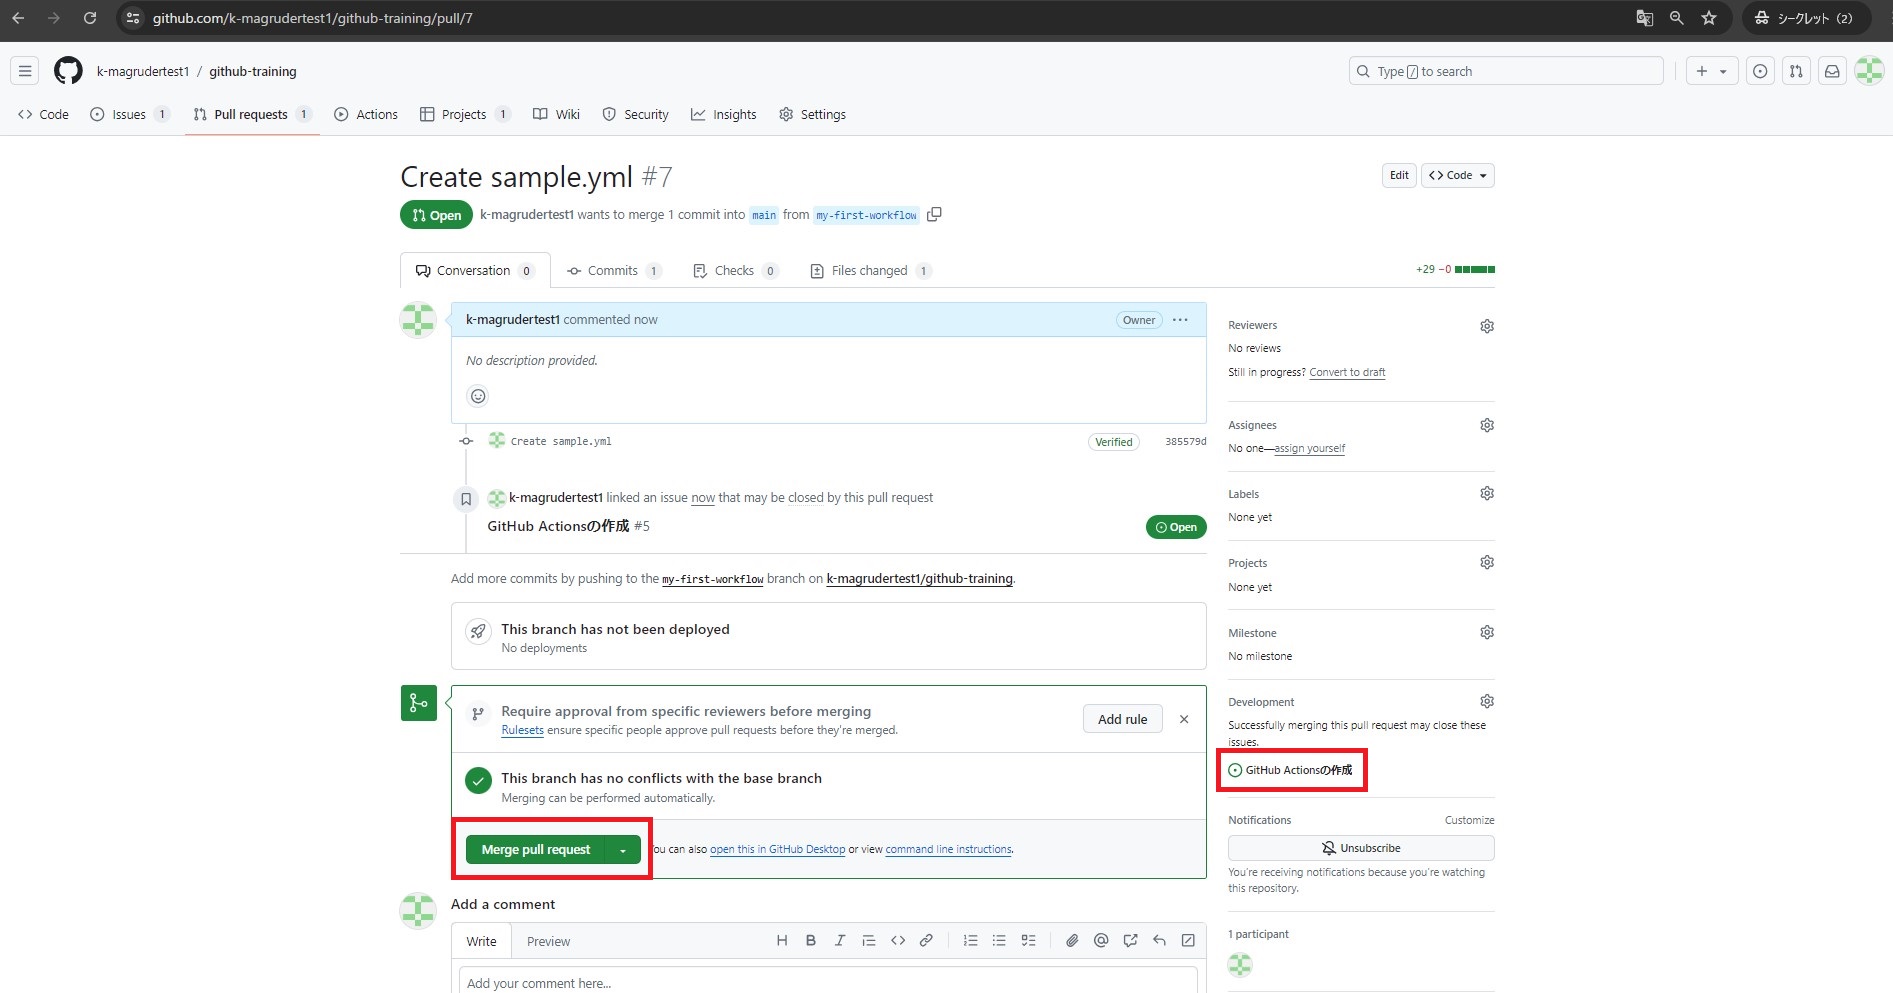 github.com/k-magrudertest1/github-training/pull/7
シークレット (2)
k-magrudertest1 / github-training
Type / to search
Code
Issues 1
Pull requests 1
Actions
Projects 1
Wiki
Security
Insights
Settings
Create sample.yml #7
Edit
Code
Open
k-magrudertest1 wants to merge 1 commit into main from my-first-workflow
Conversation 0
Commits 1
Checks 0
Files changed 1
+29 −0
k-magrudertest1 commented now
Owner
No description provided.
Create sample.yml
Verified
385579d
k-magrudertest1 linked an issue now that may be closed by this pull request
GitHub Actionsの作成 #5
Open
Add more commits by pushing to the my-first-workflow branch on k-magrudertest1/github-training.
This branch has not been deployed
No deployments
Require approval from specific reviewers before merging
Rulesets ensure specific people approve pull requests before they're merged.
Add rule
This branch has no conflicts with the base branch
Merging can be performed automatically.
Merge pull request
You can also open this in GitHub Desktop or view command line instructions.
Add a comment
Write
Preview
Add your comment here...
Reviewers
No reviews
Still in progress? Convert to draft
Assignees
No one—assign yourself
Labels
None yet
Projects
None yet
Milestone
No milestone
Development
Successfully merging this pull request may close these
issues.
GitHub Actionsの作成
Notifications
Customize
Unsubscribe
You're receiving notifications because you're watching
this repository.
1 participant